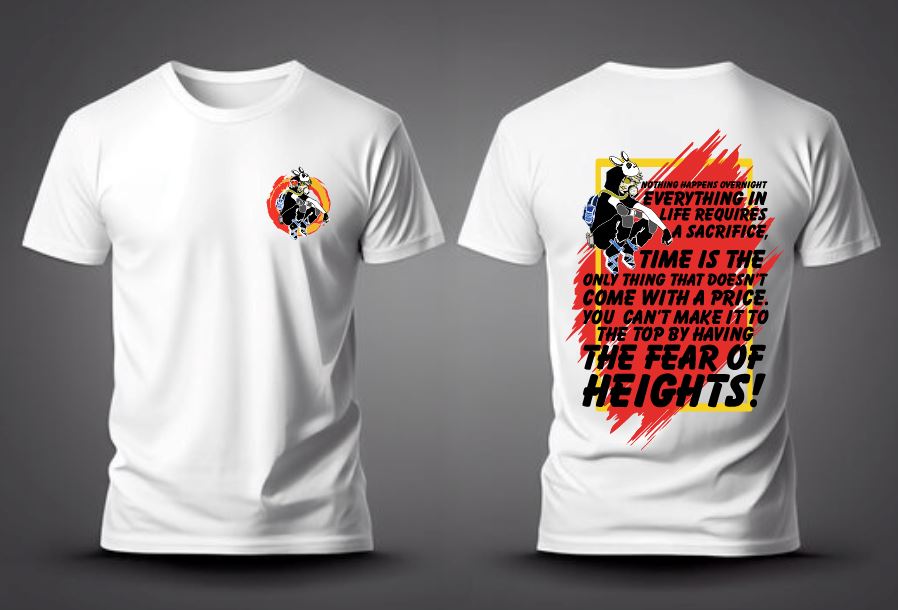 NOTHING HAPPENS OVERNIGHT
EVERYTHING IN
LIFE REQUIRES
A SACRIFICE,
TIME IS THE
ONLY THING THAT DOESN'T
COME WITH A PRICE.
YOU CAN'T MAKE IT TO
THE TOP BY HAVING
THE FEAR OF
HEIGHTS!